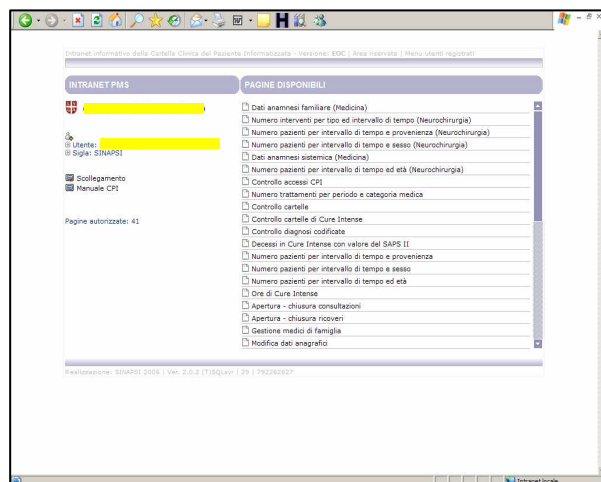 Intranet informativo della Cartella Clinica del Paziente Informatizzata - Versione: EOC | Area riservata | Menu utenti registrati
INTRANET PMS
PAGINE DISPONIBILI
Utente:
Sigla: SINAPSI
Scollegamento
Manuale CPI
Pagine autorizzate: 41
Dati anamnesi familiare (Medicina)
Numero interventi per tipo ed intervallo di tempo (Neurochirurgia)
Numero pazienti per intervallo di tempo e provenienza (Neurochirurgia)
Numero pazienti per intervallo di tempo e sesso (Neurochirurgia)
Dati anamnesi sistemica (Medicina)
Numero pazienti per intervallo di tempo ed età (Neurochirurgia)
Controllo accessi CPI
Numero trattamenti per periodo e categoria medica
Controllo cartelle
Controllo cartelle di Cure Intense
Controllo diagnosi codificate
Decessi in Cure Intense con valore del SAPS II
Numero pazienti per intervallo di tempo e provenienza
Numero pazienti per intervallo di tempo e sesso
Numero pazienti per intervallo di tempo ed età
Ore di Cure Intense
Apertura - chiusura consultazioni
Apertura - chiusura ricoveri
Gestione medici di famiglia
Modifica dati anagrafici
Realizzazione: SINAPSI 2006 | Ver. 2.0.2 | 29 | 792262627
Intranet locale